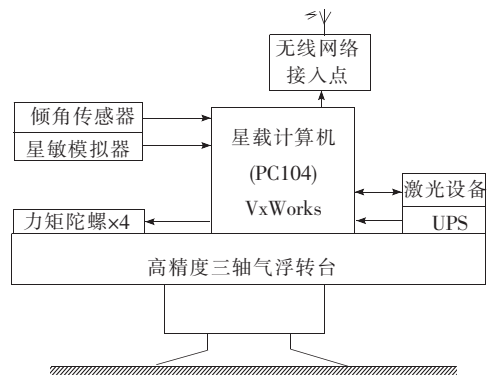 无线网络
接入点
倾角传感器
星敏模拟器
星载计算机
(PC104)
VxWorks
激光设备
UPS
力矩陀螺×4
高精度三轴气浮转台